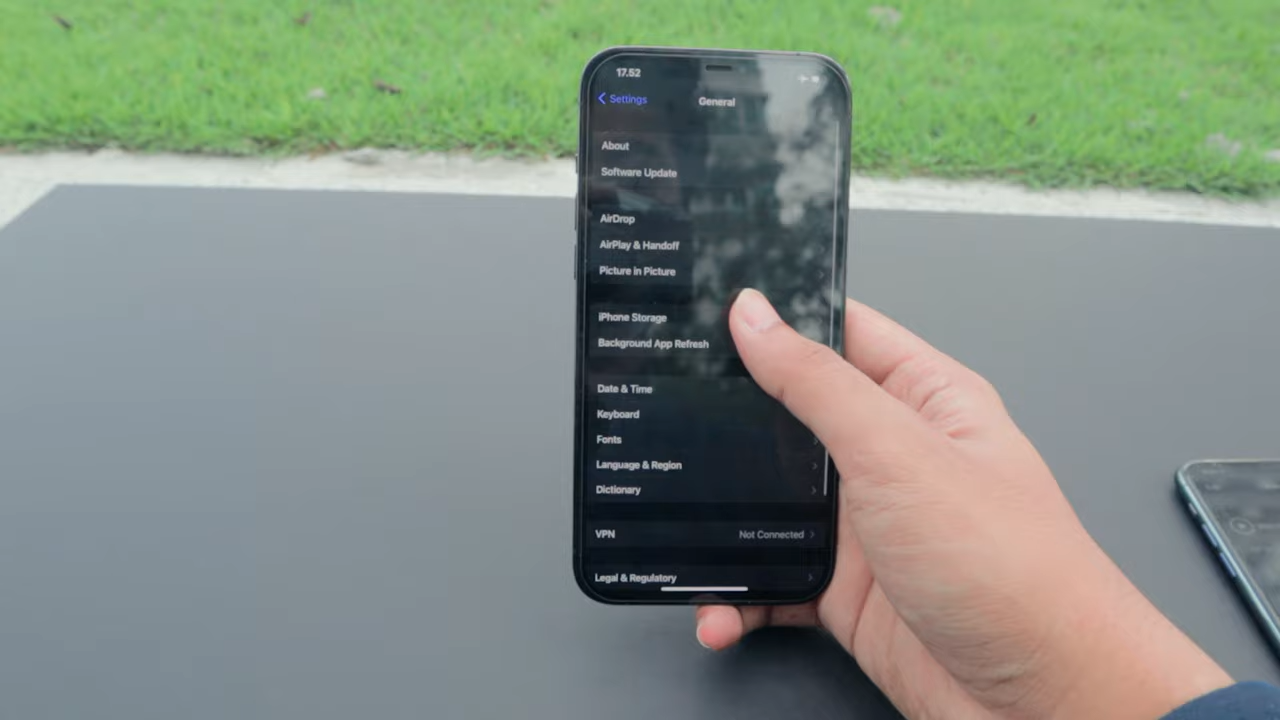 17.52
Settings
General
About
Software Update
AirDrop
AirPlay & Handoff
Picture in Picture
iPhone Storage
Background App Refresh
Date & Time
Keyboard
Fonts
Language & Region
Dictionary
VPN Not Connected
Legal & Regulatory